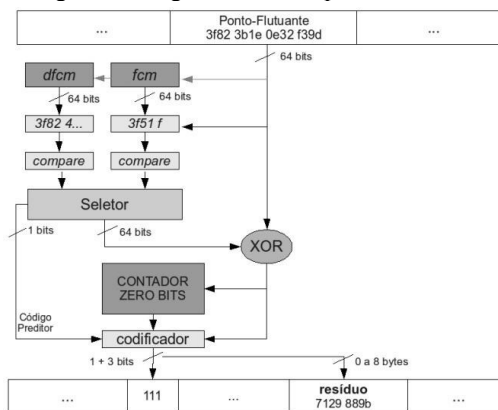 ...
Ponto-Flutuante
3f82 3b1e 0e32 f39d
...
64 bits
dfcm
fcm
64 bits
64 bits
3f82 4...
3f51 f
compare
compare
Seletor
1 bits
64 bits
XOR
CONTADOR
ZERO BITS
Código
Preditor
codificador
1 + 3 bits
0 a 8 bytes
...
111
...
resíduo
7129 889b
...